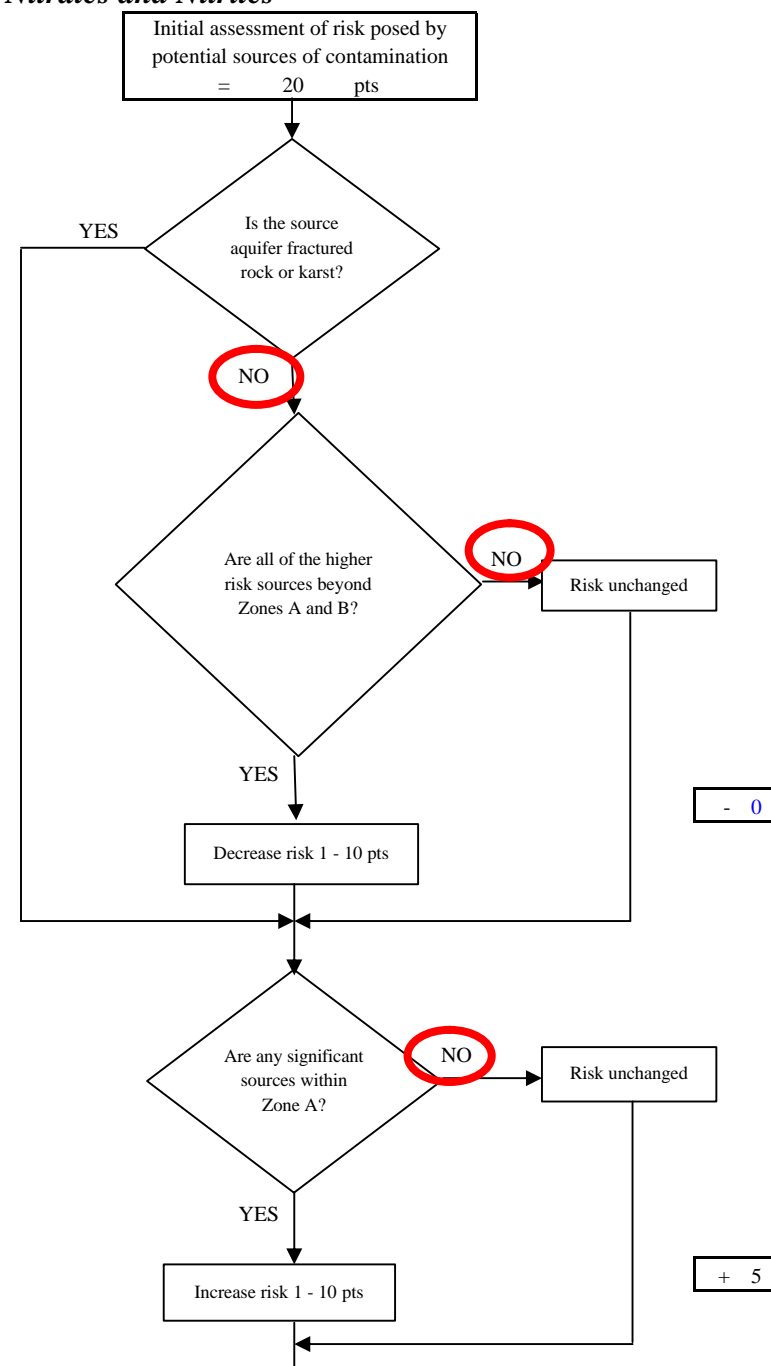 Nitrates and Nitrites
Initial assessment of risk posed by
potential sources of contamination
= 20 pts
Is the source
aquifer fractured
rock or karst?
YES
NO
Are all of the higher
risk sources beyond
Zones A and B?
NO
Risk unchanged
YES
- 0
Decrease risk 1 - 10 pts
Are any significant
sources within
Zone A?
NO
Risk unchanged
YES
Increase risk 1 - 10 pts
+ 5